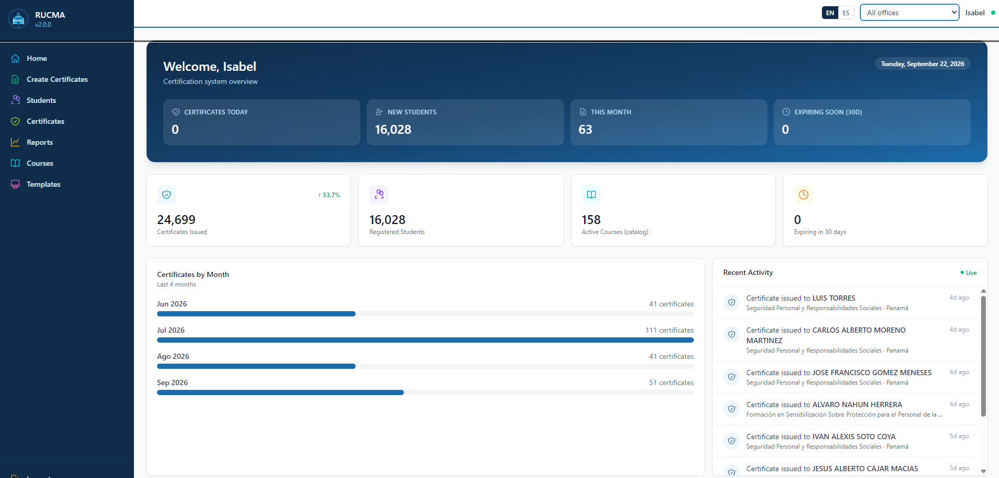 RUCMA
v2.0.0
EN ES
All offices
Isabel
Home
Create Certificates
Students
Certificates
Reports
Courses
Templates
Welcome, Isabel
Tuesday, September 22, 2026
Certification system overview
CERTIFICATES TODAY
0
NEW STUDENTS
16,028
THIS MONTH
63
EXPIRING SOON (30D)
0
↑ 53.7%
24,699
Certificates Issued
16,028
Registered Students
158
Active Courses (catalog)
0
Expiring in 30 days
Certificates by Month
Last 4 months
Jun 2026 41 certificates
Jul 2026 111 certificates
Ago 2026 41 certificates
Sep 2026 51 certificates
Recent Activity
Live
Certificate issued to LUIS TORRES 4d ago
Seguridad Personal y Responsabilidades Sociales · Panamá
Certificate issued to CARLOS ALBERTO MORENO 4d ago
MARTINEZ
Seguridad Personal y Responsabilidades Sociales · Panamá
Certificate issued to JOSE FRANCISCO GOMEZ MENESES 4d ago
Seguridad Personal y Responsabilidades Sociales · Panamá
Certificate issued to ALVARO NAHUN HERRERA 4d ago
Formación en Sensibilización Sobre Protección para el Personal de la ...
Certificate issued to IVAN ALEXIS SOTO COYA 5d ago
Seguridad Personal y Responsabilidades Sociales · Panamá
Certificate issued to JESUS ALBERTO CAJAR MACIAS 5d ago